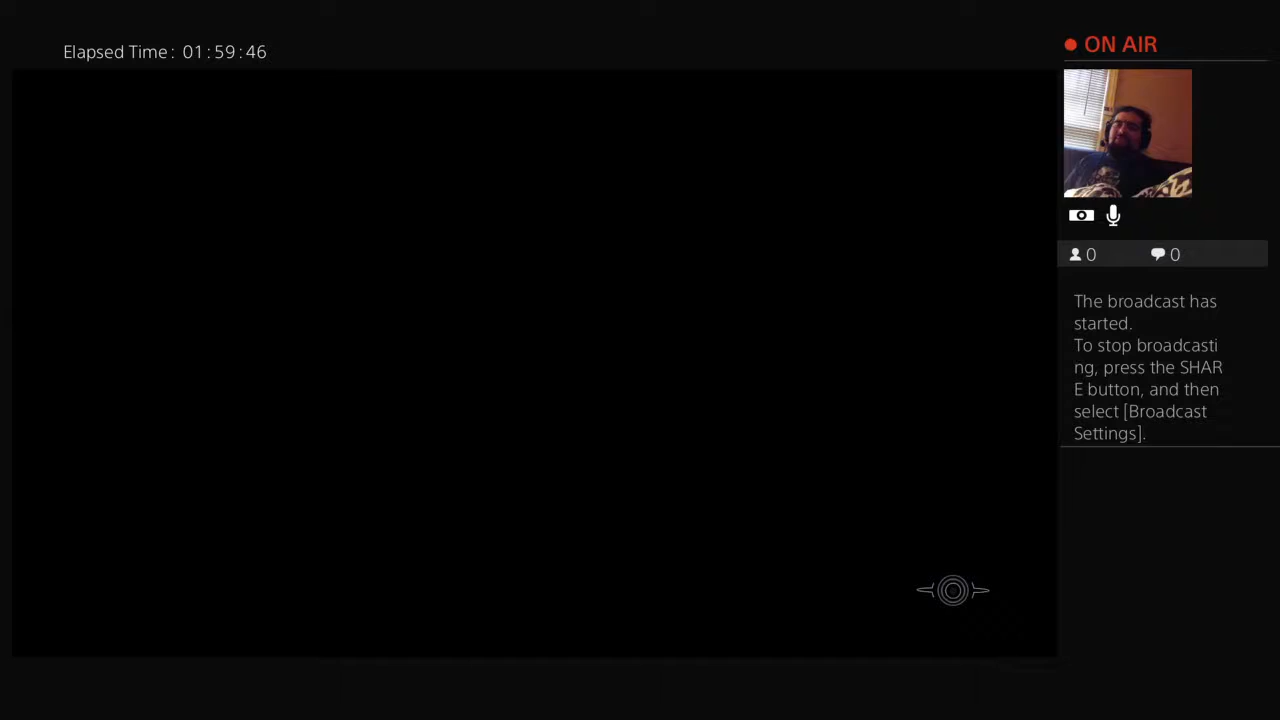 Elapsed Time: 01:59:46
ON AIR
0 0
The broadcast has
started.
To stop broadcasti
ng, press the SHAR
E button, and then
select [Broadcast
Settings].